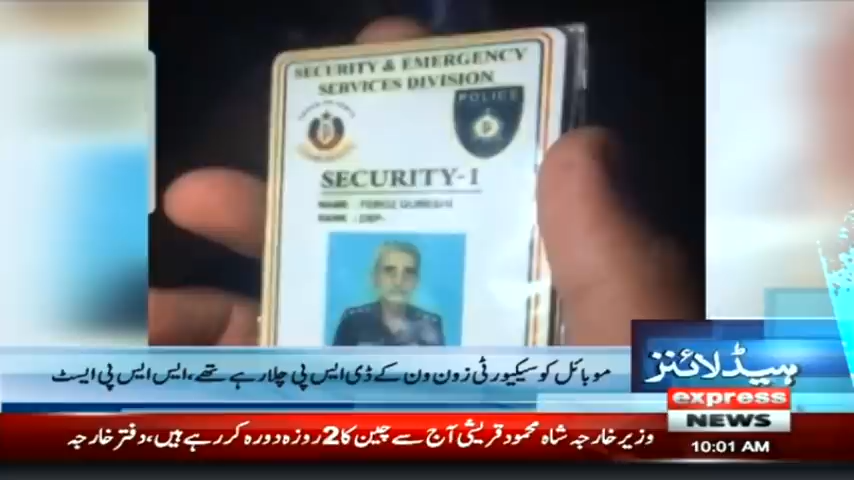 SECURITY & EMERGENCY
SERVICES DIVISION
POLICE
SECURITY-1
NAME
RANK
موبائل کو سیکیورٹی زون ون کے ڈی ایس پی چلا رہے تھے، ایس ایس پی ایسٹ
ہیڈلائنز
express
NEWS
وزیر خارجہ شاہ محمود قریشی آج سے چین کا 2 روزہ دورہ کر رہے ہیں، دفتر خارجہ
10:01 AM